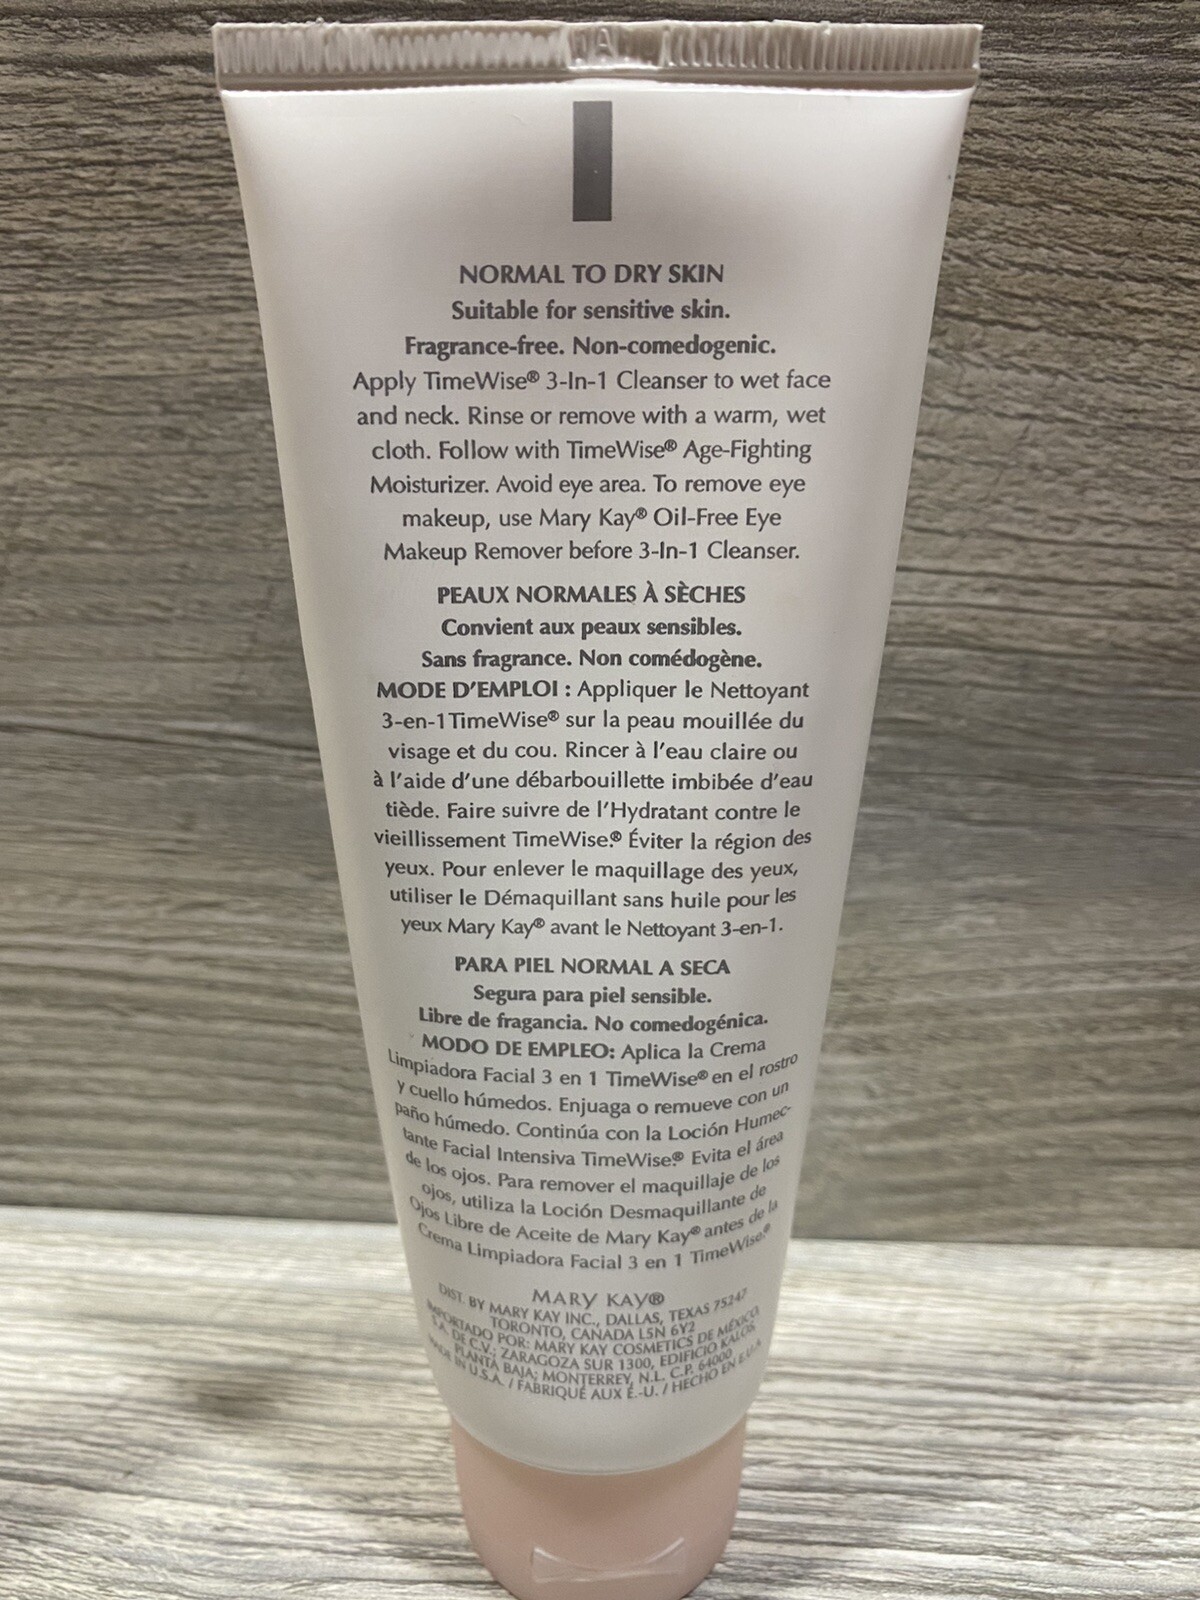 NORMAL TO DRY SKIN
Suitable for sensitive skin.
Fragrance-free. Non-comedogenic.
Apply TimeWise® 3-In-1 Cleanser to wet face
and neck. Rinse or remove with a warm, wet
cloth. Follow with TimeWise® Age-Fighting
Moisturizer. Avoid eye area. To remove eye
makeup, use Mary Kay® Oil-Free Eye
Makeup Remover before 3-In-1 Cleanser.
PEAUX NORMALES À SÈCHES
Convient aux peaux sensibles.
Sans fragrance. Non comédogène.
MODE D'EMPLOI : Appliquer le Nettoyant
3-en-1TimeWise® sur la peau mouillée du
visage et du cou. Rincer à l'eau claire ou
à l'aide d'une débarbouillette imbibée d'eau
tiède. Faire suivre de l'Hydratant contre le
vieillissement TimeWise.® Éviter la région des
yeux. Pour enlever le maquillage des yeux,
utiliser le Démaquillant sans huile pour les
yeux Mary Kay® avant le Nettoyant 3-en-1.
PARA PIEL NORMAL A SECA
Segura para piel sensible.
Libre de fragancia. No comedogénica.
MODO DE EMPLEO: Aplica la Crema
Limpiadora Facial 3 en 1 TimeWise® en el rostro
y cuello húmedos. Enjuaga o remueve con un
paño húmedo. Continúa con la Loción Humec-
tante Facial Intensiva TimeWise.® Evita el área
de los ojos. Para remover el maquillaje de los
ojos, utiliza la Loción Desmaquillante de
Ojos Libre de Aceite de Mary Kay® antes de la
Crema Limpiadora Facial 3 en 1 TimeWise.®
MARY KAY®
DIST. BY MARY KAY INC., DALLAS, TEXAS 75247
TORONTO, CANADA L5N 6Y2
IMPORTADO POR: MARY KAY COSMETICS DE MÉXICO,
S.A. DE C.V.; ZARAGOZA SUR 1300, EDIFICIO KALOS,
PLANTA BAJA; MONTERREY, N.L. C.P. 64000
MADE IN U.S.A. / FABRIQUÉ AUX É.-U. / HECHO EN E.U.A.